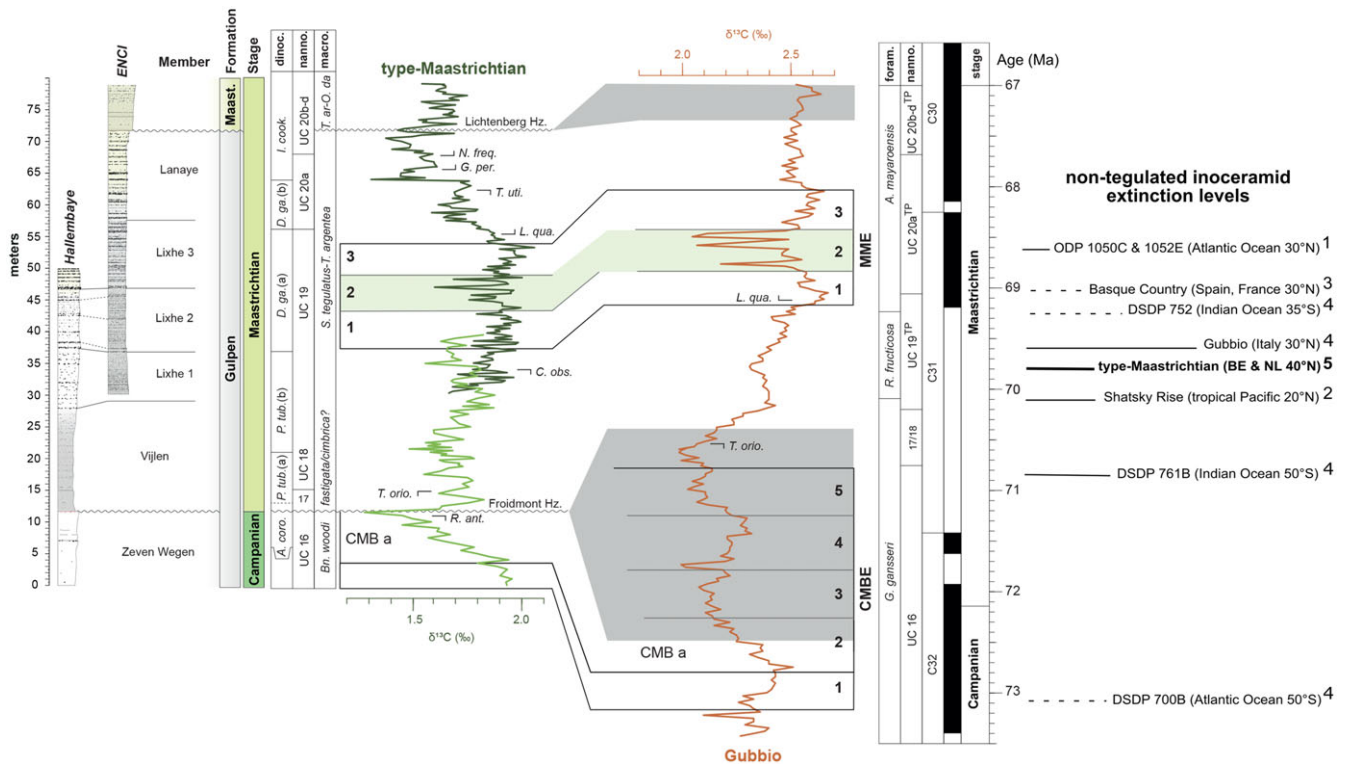 meters
75
70
65
60
55
50
45
40
35
30
25
20
15
10
5
0
Hallembaye
ENCI
Member
Lanaye
Lixhe 3
Lixhe 2
Lixhe 1
Vijlen
Zeven Wegen
Formation
Maast.
Gulpen
Stage
Maastrichtian
Campanian
dinoc.
I. cook.
D. ga.(b)
D. ga.(a)
P. tub.(b)
P. tub.(a)
A. coro.
nanno.
UC 20b-d
UC 20a
UC 19
UC 18
17
UC 16
macro.
T. ar-O. da
S. tegulatus-T. argentea
fastigata/cimbrica?
Bn. woodi
type-Maastrichtian
Lichtenberg Hz.
N. freq.
G. per.
T. uti.
L. qua.
3
2
1
C. obs.
T. orio.
Froidmont Hz.
R. ant.
CMB a
1.5
2.0
δ¹³C (‰)
δ¹³C (‰)
2.0
2.5
3
2
1
MME
L. qua.
T. orio.
5
4
3
2
1
CMBE
CMB a
Gubbio
foram.
A. mayaroensis
R. fructicosa
G. gansseri
nanno.
UC 20b-dTP
UC 20aTP
UC 19TP
17/18
UC 16
C30
C31
C32
stage
Maastrichtian
Campanian
Age (Ma)
67
68
69
70
71
72
73
non-tegulated inoceramid
extinction levels
ODP 1050C & 1052E (Atlantic Ocean 30°N) 1
Basque Country (Spain, France 30°N) 3
DSDP 752 (Indian Ocean 35°S) 4
Gubbio (Italy 30°N) 4
type-Maastrichtian (BE & NL 40°N) 5
Shatsky Rise (tropical Pacific 20°N) 2
DSDP 761B (Indian Ocean 50°S) 4
DSDP 700B (Atlantic Ocean 50°S) 4